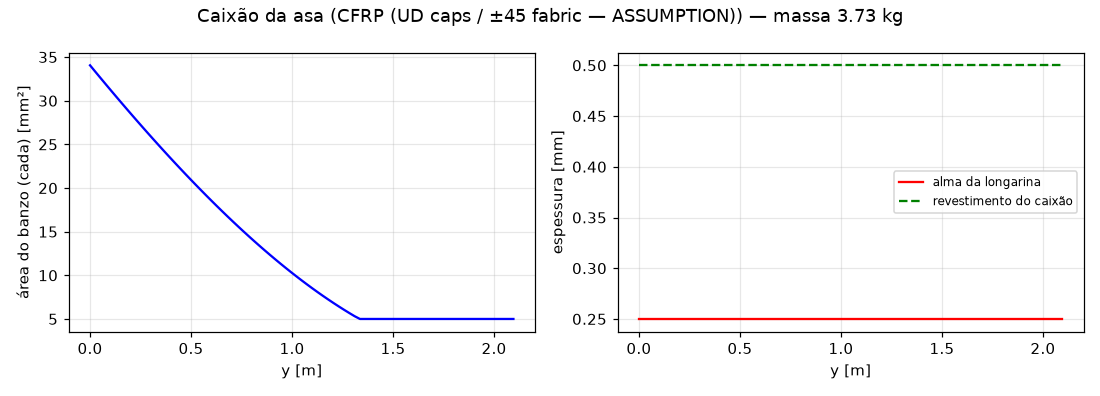 Caixão da asa (CFRP (UD caps / ±45 fabric — ASSUMPTION)) — massa 3.73 kg
área do banzo (cada) [mm²]
35
30
25
20
15
10
5
0.0 0.5 1.0 1.5 2.0
y [m]
espessura [mm]
0.50
0.45
0.40
0.35
0.30
0.25
alma da longarina
revestimento do caixão
0.0 0.5 1.0 1.5 2.0
y [m]